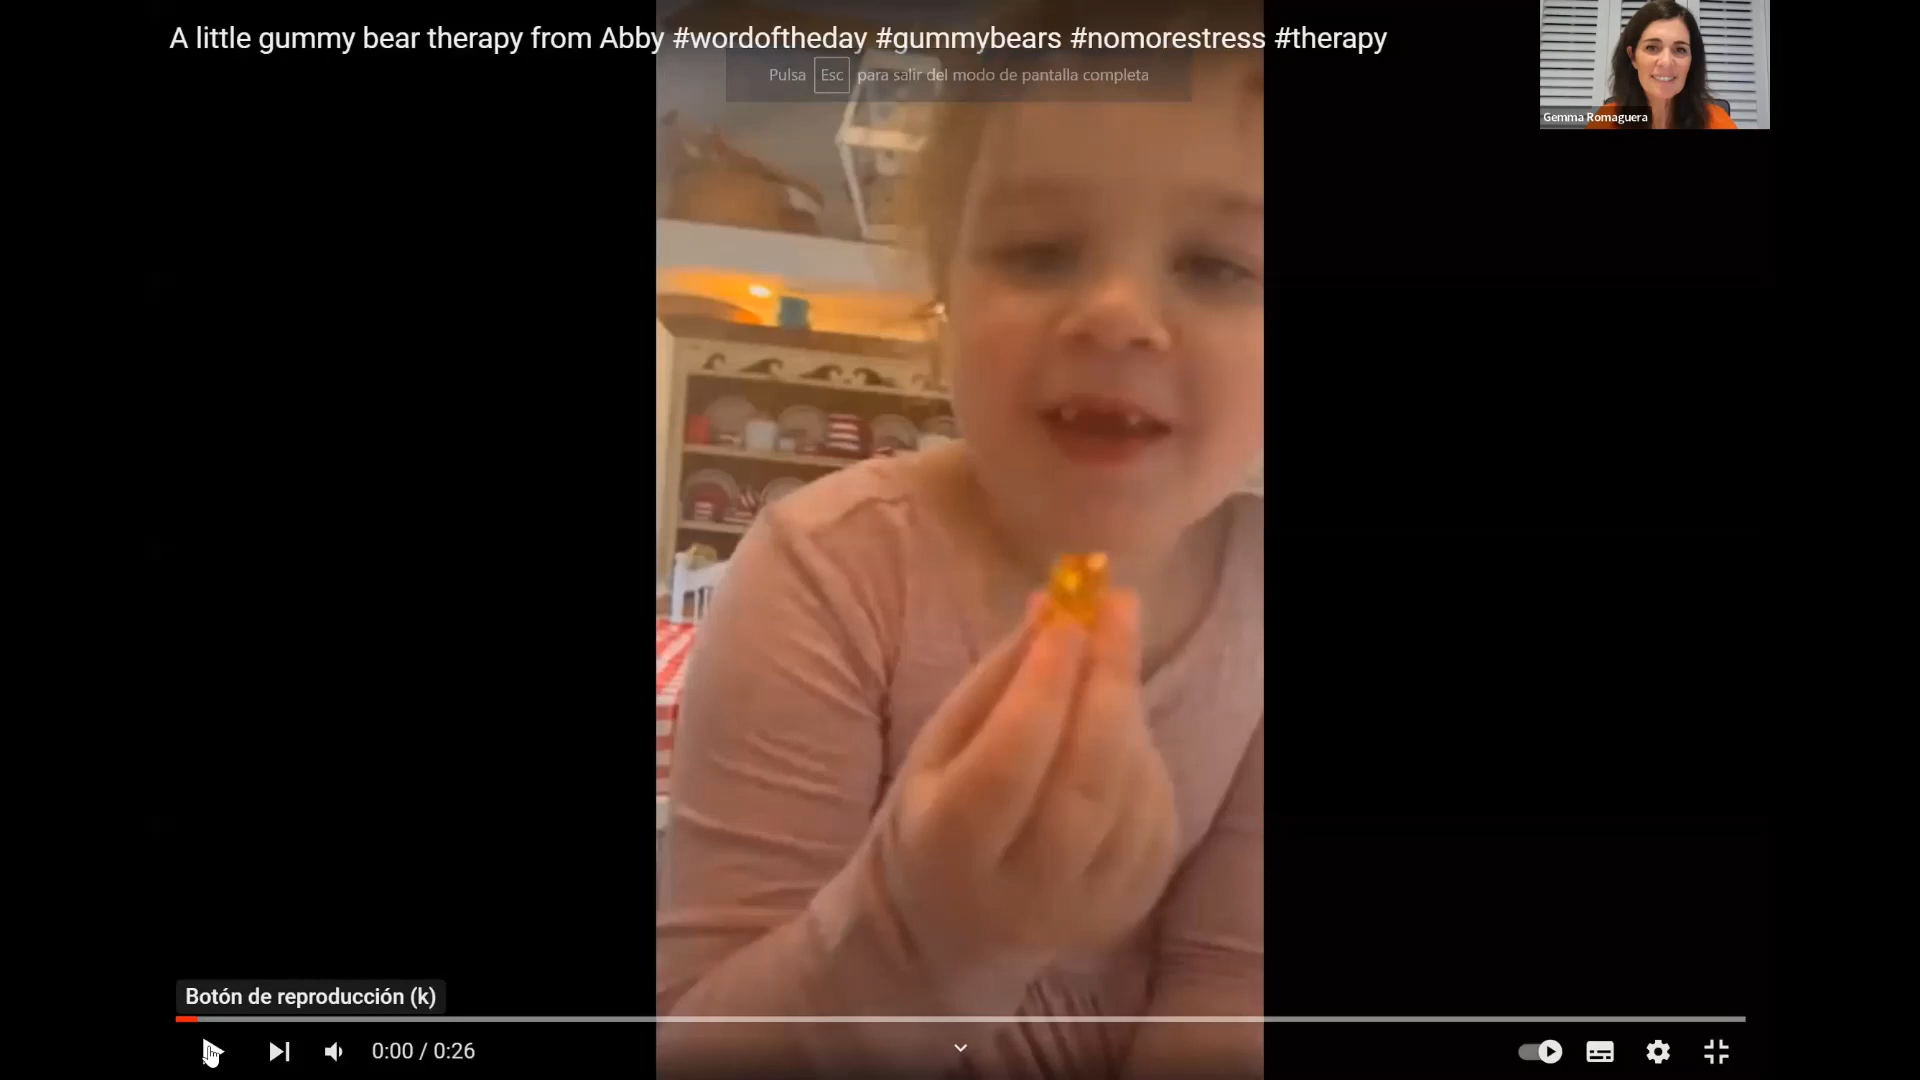 A little gummy bear therapy from Abby #wordoftheday #gummybears #nomorestress #therapy
Pulsa Esc para salir del modo de pantalla completa
Gemma Romaguera
Botón de reproducción (k)
0:00 / 0:26